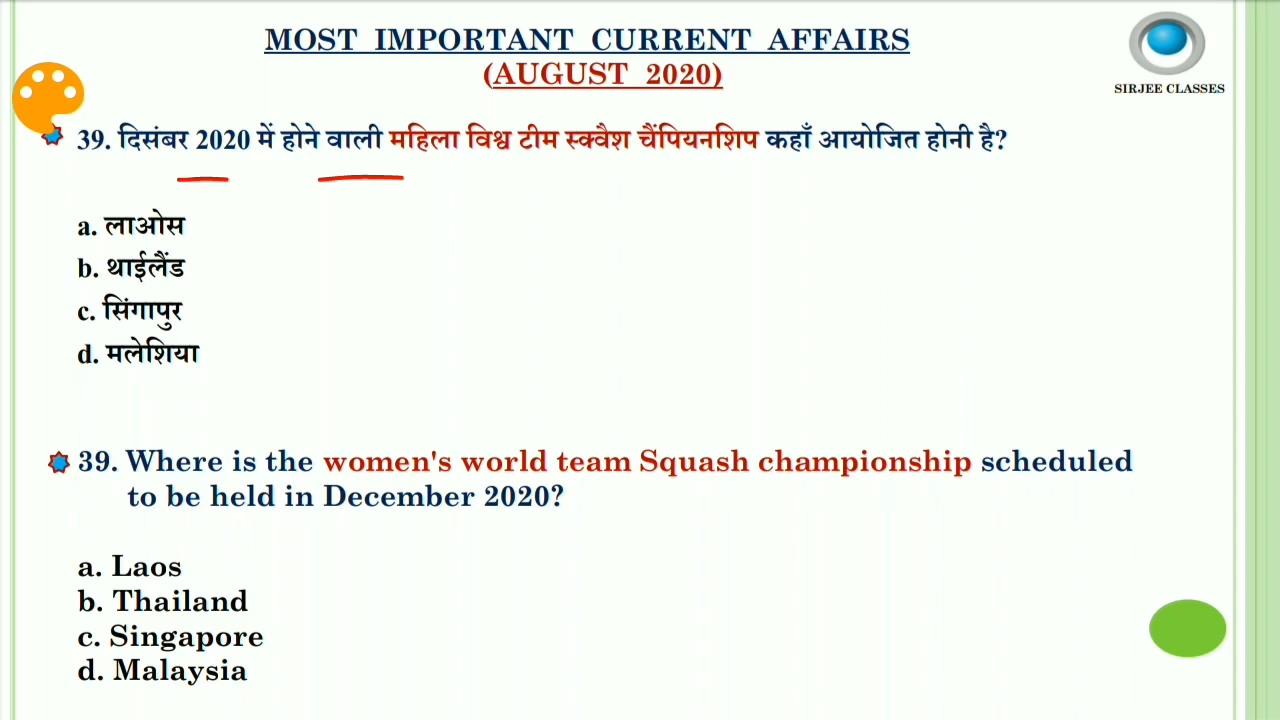 MOST IMPORTANT CURRENT AFFAIRS
(AUGUST 2020)
SIRJEE CLASSES
39. दिसंबर 2020 में होने वाली महिला विश्व टीम स्क्वैश चैंपियनशिप कहाँ आयोजित होनी है?
a. लाओस
b. थाईलैंड
c. सिंगापुर
d. मलेशिया
39. Where is the women's world team Squash championship scheduled
to be held in December 2020?
a. Laos
b. Thailand
c. Singapore
d. Malaysia